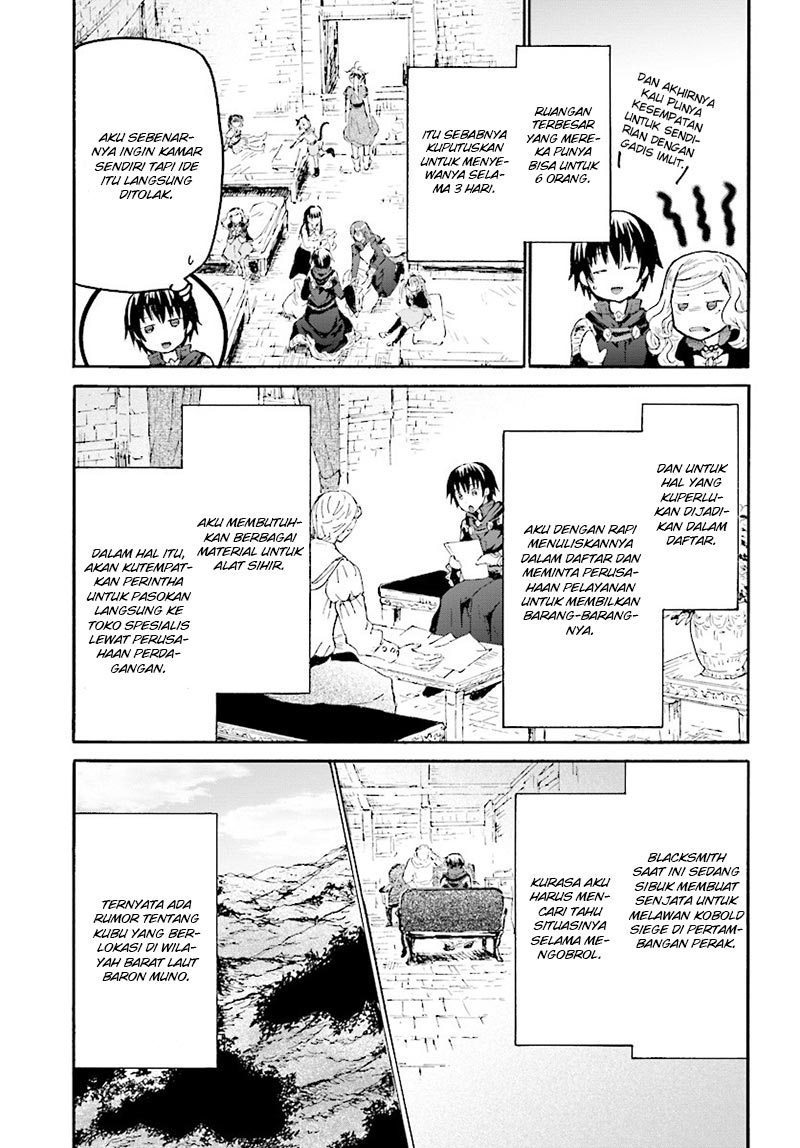 DAN AKHIRNYA
KAU PUNYA
KESEMPATAN
UNTUK SENDI-
RIAN DENGAN
GADIS IMUT.
RUANGAN
TERBESAR
YANG MERE-
KA PUNYA
BISA UNTUK
6 ORANG.
ITU SEBABNYA
KUPUTUSKAN
UNTUK MENYE-
WANYA SELA-
MA 3 HARI.
AKU SEBENAR-
NYA INGIN KAMAR
SENDIRI TAPI IDE
ITU LANGSUNG
DITOLAK.
DAN UNTUK
HAL YANG
KUPERLU-
KAN DIJADI-
KAN DALAM
DAFTAR.
AKU DENGAN RAPI
MENULISKANNYA
DALAM DAFTAR DAN
MEMINTA PERUSA-
HAAN PELAYANAN
UNTUK MEMBILKAN
BARANG-BARANG-
NYA.
AKU MEMBUTUH-
KAN BERBAGAI
MATERIAL UNTUK
ALAT SIHIR.
DALAM HAL ITU,
AKAN KUTEMPAT-
KAN PERINTHA
UNTUK PASOKAN
LANGSUNG KE
TOKO SPESIALIS
LEWAT PERUSA-
HAAN PERDA-
GANGAN.
BLACKSMITH
SAAT INI SEDANG
SIBUK MEMBUAT
SENJATA UNTUK
MELAWAN KOBOLD
SIEGE DI PERTAM-
BANGAN PERAK.
KURASA AKU
HARUS MEN-
CARI TAHU
SITUASINYA
SELAMA ME-
NGOBROL.
TERNYATA ADA
RUMOR TENTANG
KUBU YANG BER-
LOKASI DI WILA-
YAH BARAT LAUT
BARON MUNO.